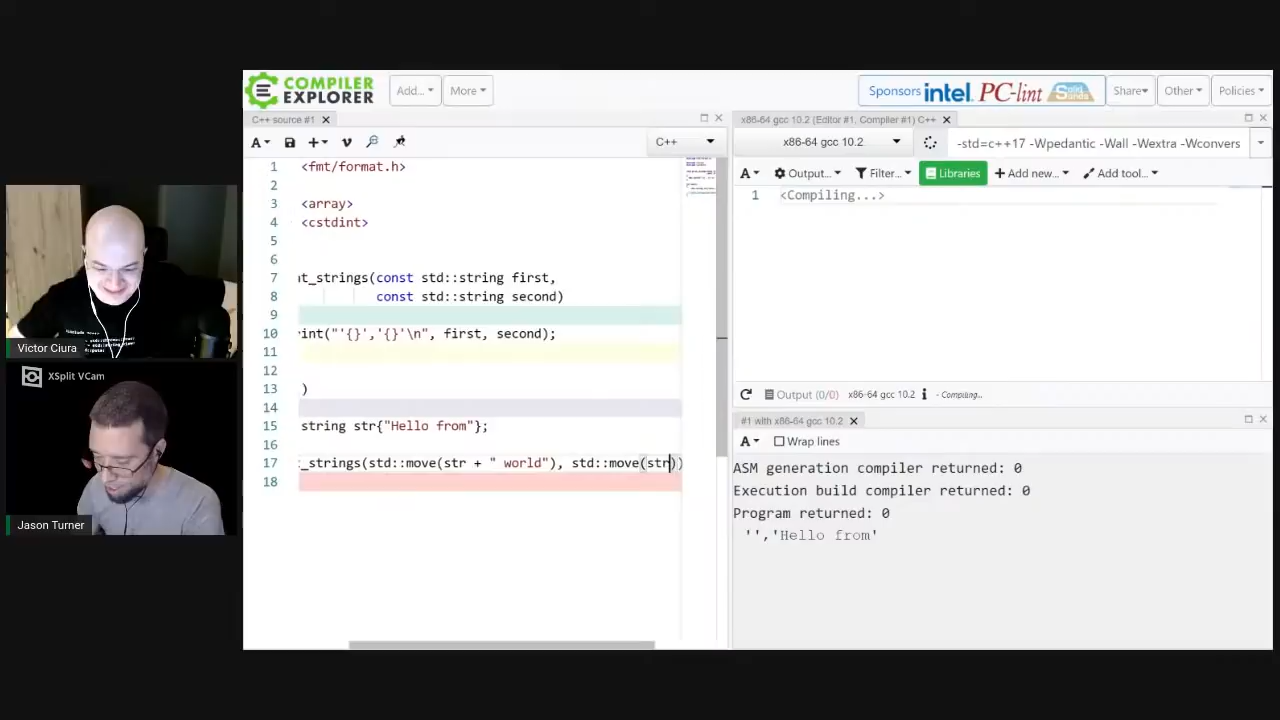 COMPILER
EXPLORER
Add...
More
Sponsors intel. PC-lint Solid Sands
Share
Other
Policies
C++ source #1
A
C++
1 <fmt/format.h>
2
3 <array>
4 <cstdint>
5
6
7 nt_strings(const std::string first,
8 const std::string second)
9
10 rint("'{}','{}'\n", first, second);
11
12
13 )
14
15 string str{"Hello from"};
16
17 t_strings(std::move(str + " world"), std::move(str))
18
x86-64 gcc 10.2 (Editor #1, Compiler #1) C++
x86-64 gcc 10.2
-std=c++17 -Wpedantic -Wall -Wextra -Wconvers
A
Output...
Filter...
Libraries
Add new...
Add tool...
1 <Compiling...>
Output (0/0) x86-64 gcc 10.2 i - Compiling...
#1 with x86-64 gcc 10.2
A
Wrap lines
ASM generation compiler returned: 0
Execution build compiler returned: 0
Program returned: 0
'','Hello from'
Victor Ciura
XSplit VCam
Jason Turner